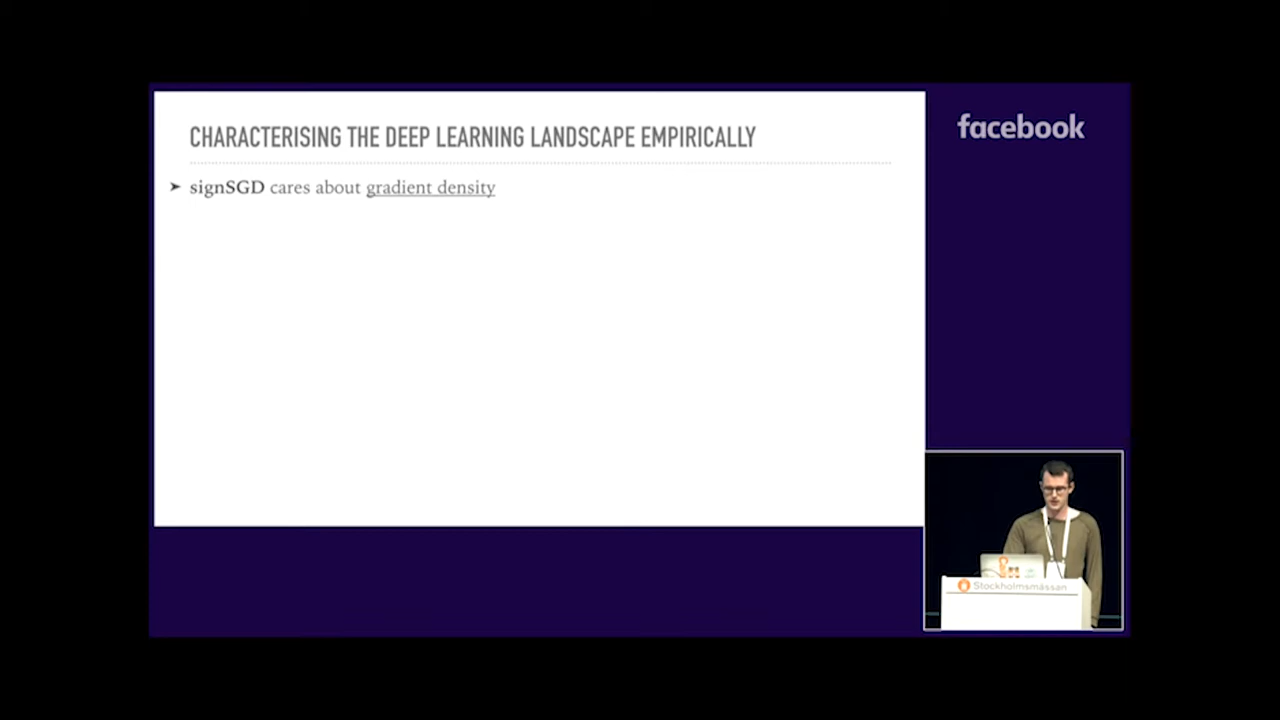 CHARACTERISING THE DEEP LEARNING LANDSCAPE EMPIRICALLY
➤ signSGD cares about gradient density
facebook
Stockholmsmässan